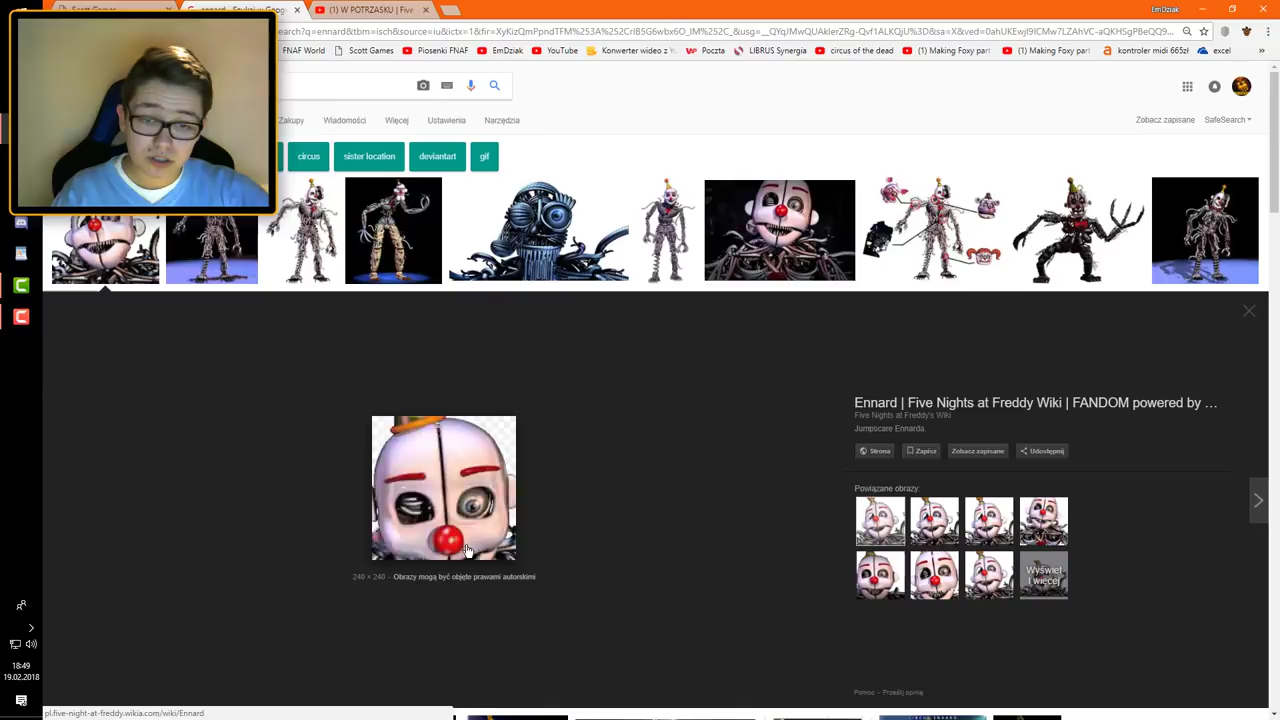 (1) W POTRZASKU | Five
EmDziak
FNAF World
Scott Games
Piosenki FNAF
EmDziak
YouTube
Konwerter wideo z Y
Poczta
LIBRUS Synergia
circus of the dead
(1) Making Foxy part
(1) Making Foxy part
kontroler midi 665zł
excel
Zakupy
Wiadomości
Więcej
Ustawienia
Narzędzia
Zobacz zapisane
SafeSearch
circus
sister location
deviantart
gif
Ennard | Five Nights at Freddy Wiki | FANDOM powered by …
Five Nights at Freddy's Wiki
Jumpscare Ennarda.
Strona
Zapisz
Zobacz zapisane
Udostępnij
Powiązane obrazy:
Wyświetl
więcej
240 × 240 - Obrazy mogą być objęte prawami autorskimi
18:49
19.02.2018
Pomoc - Prześlij opinię
pl.five-night-at-freddy.wikia.com/wiki/Ennard